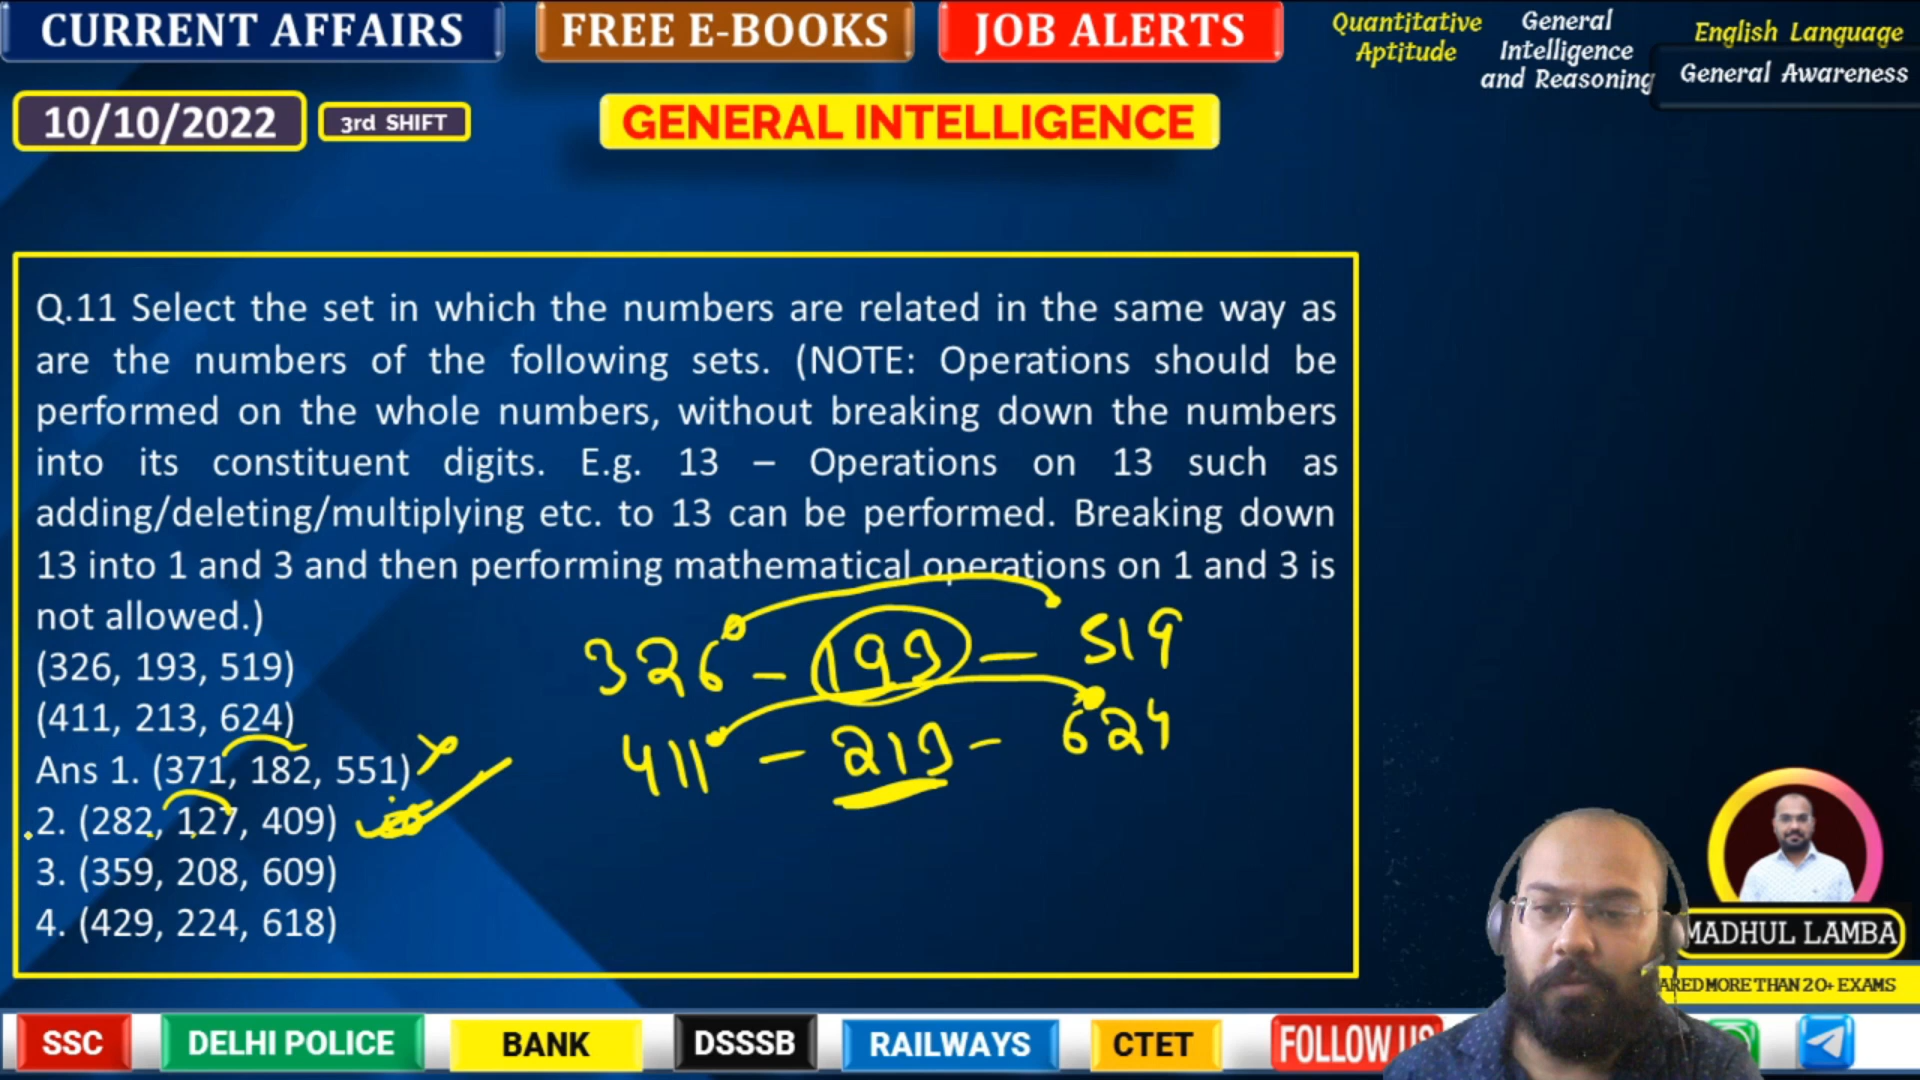 CURRENT AFFAIRS
FREE E-BOOKS
JOB ALERTS
Quantitative
Aptitude
General
Intelligence
and Reasoning
English Language
General Awareness
10/10/2022
3rd SHIFT
GENERAL INTELLIGENCE
Q.11 Select the set in which the numbers are related in the same way as
are the numbers of the following sets. (NOTE: Operations should be
performed on the whole numbers, without breaking down the numbers
into its constituent digits. E.g. 13 – Operations on 13 such as
adding/deleting/multiplying etc. to 13 can be performed. Breaking down
13 into 1 and 3 and then performing mathematical operations on 1 and 3 is
not allowed.)
(326, 193, 519)
(411, 213, 624)
Ans 1. (371, 182, 551)
2. (282, 127, 409)
3. (359, 208, 609)
4. (429, 224, 618)
326 – 193 – 519
411 – 213 – 624
MADHUL LAMBA
MORE THAN 20+ EXAMS
SSC
DELHI POLICE
BANK
DSSSB
RAILWAYS
CTET
FOLLOW US